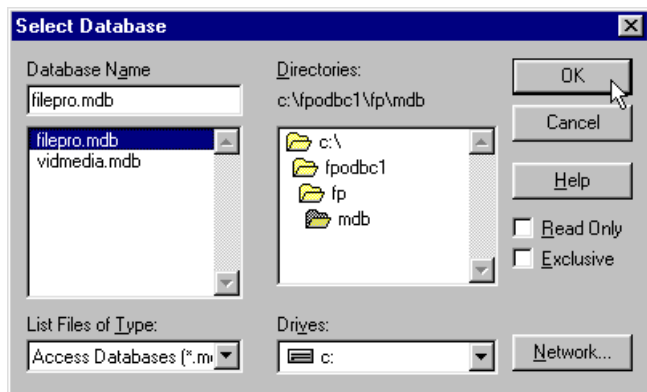 Select Database
Database Name
filepro.mdb
filepro.mdb
vidmedia.mdb
List Files of Type:
Access Databases (*.m
Directories:
c:\fpodbc1\fp\mdb
c:\
fpodbc1
fp
mdb
Drives:
c:
OK
Cancel
Help
Read Only
Exclusive
Network...